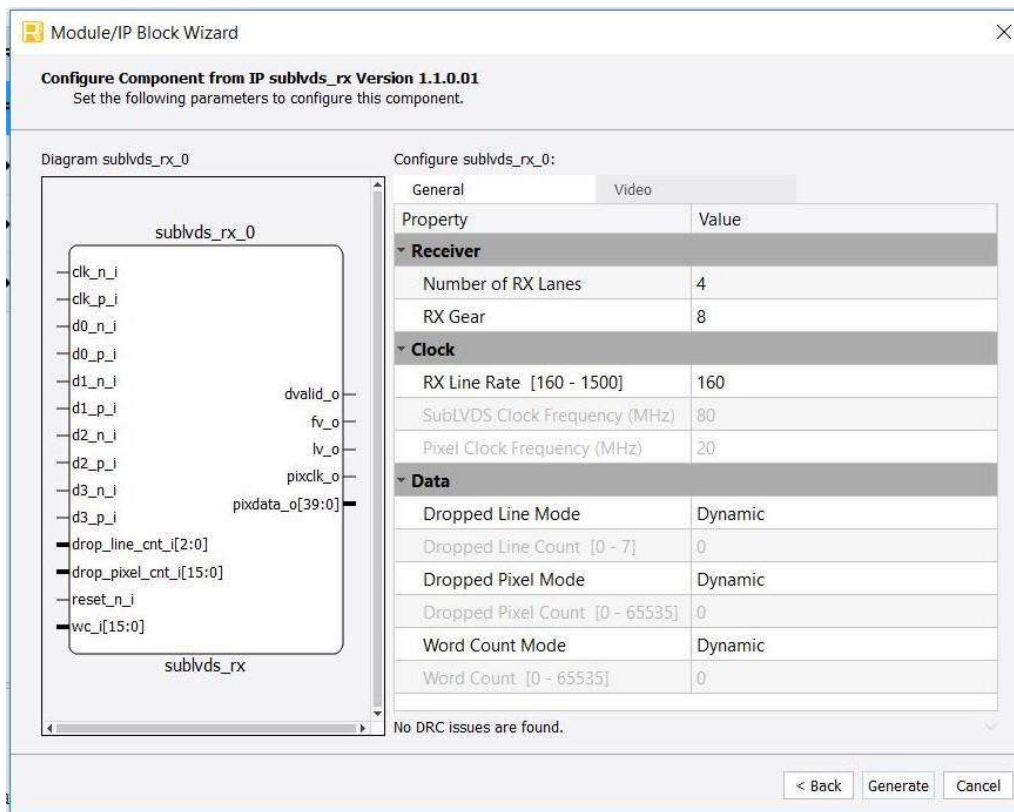 Module/IP Block Wizard
Configure Component from IP sublvds_rx Version 1.1.0.01
Set the following parameters to configure this component.
Diagram sublvds_rx_0
sublvds_rx_0
clk_n_i
clk_p_i
d0_n_i
d0_p_i
d1_n_i
d1_p_i
d2_n_i
d2_p_i
d3_n_i
d3_p_i
drop_line_cnt_i[2:0]
drop_pixel_cnt_i[15:0]
reset_n_i
wc_i[15:0]
dvalid_o
fv_o
lv_o
pixclk_o
pixdata_o[39:0]
sublvds_rx
Configure sublvds_rx_0:
General Video
Property Value
Receiver
Number of RX Lanes 4
RX Gear 8
Clock
RX Line Rate [160 - 1500] 160
SubLVDS Clock Frequency (MHz) 80
Pixel Clock Frequency (MHz) 20
Data
Dropped Line Mode Dynamic
Dropped Line Count [0 - 7] 0
Dropped Pixel Mode Dynamic
Dropped Pixel Count [0 - 65535] 0
Word Count Mode Dynamic
Word Count [0 - 65535] 0
No DRC issues are found.
< Back Generate Cancel